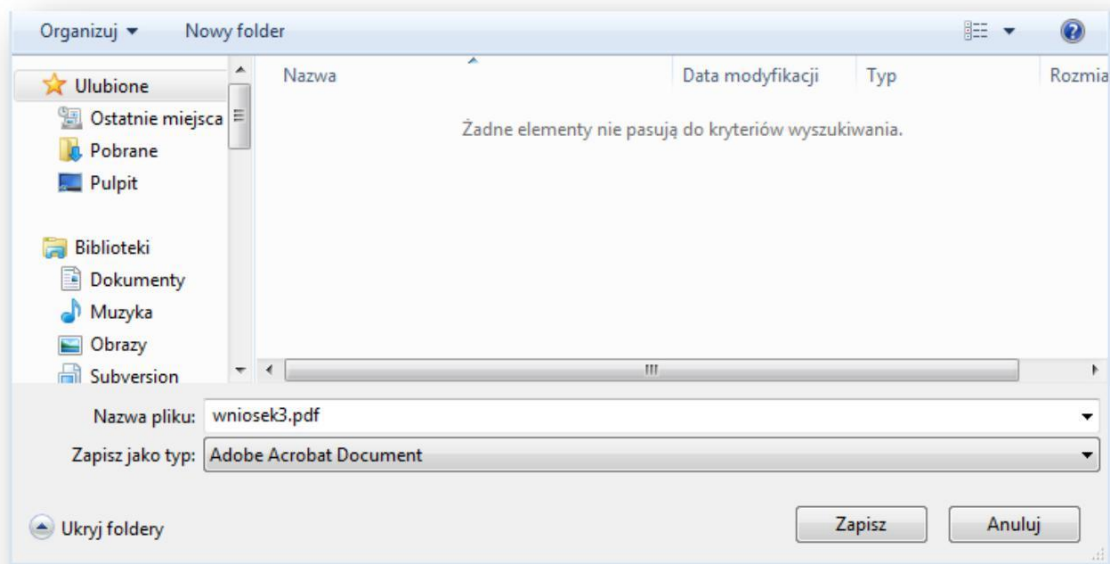 Organizuj Nowy folder
Nazwa Data modyfikacji Typ Rozmia
Żadne elementy nie pasują do kryteriów wyszukiwania.
Ulubione
Ostatnie miejsca
Pobrane
Pulpit
Biblioteki
Dokumenty
Muzyka
Obrazy
Subversion
Nazwa pliku: wniosek3.pdf
Zapisz jako typ: Adobe Acrobat Document
Ukryj foldery Zapisz Anuluj